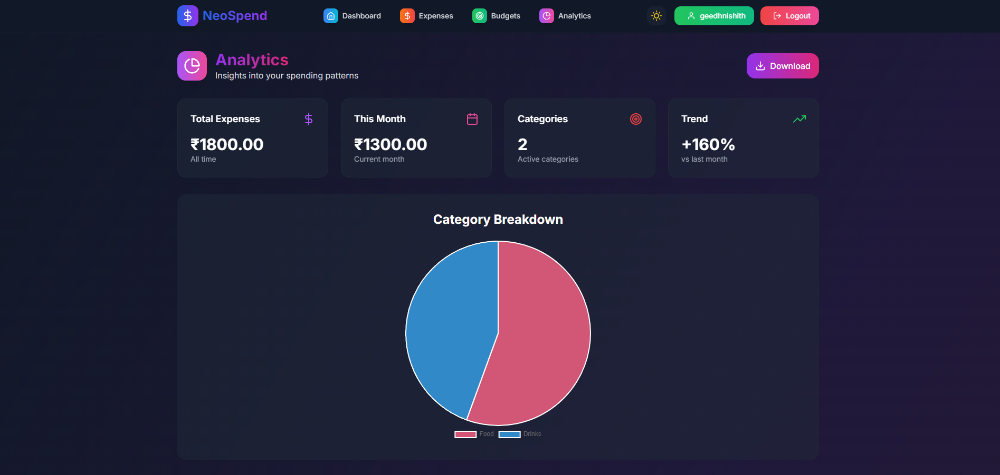 NeoSpend
Dashboard
Expenses
Budgets
Analytics
geedhnishith
Logout
Analytics
Insights into your spending patterns
Download
Total Expenses
₹1800.00
All time
This Month
₹1300.00
Current month
Categories
2
Active categories
Trend
+160%
vs last month
Category Breakdown
Food
Drinks